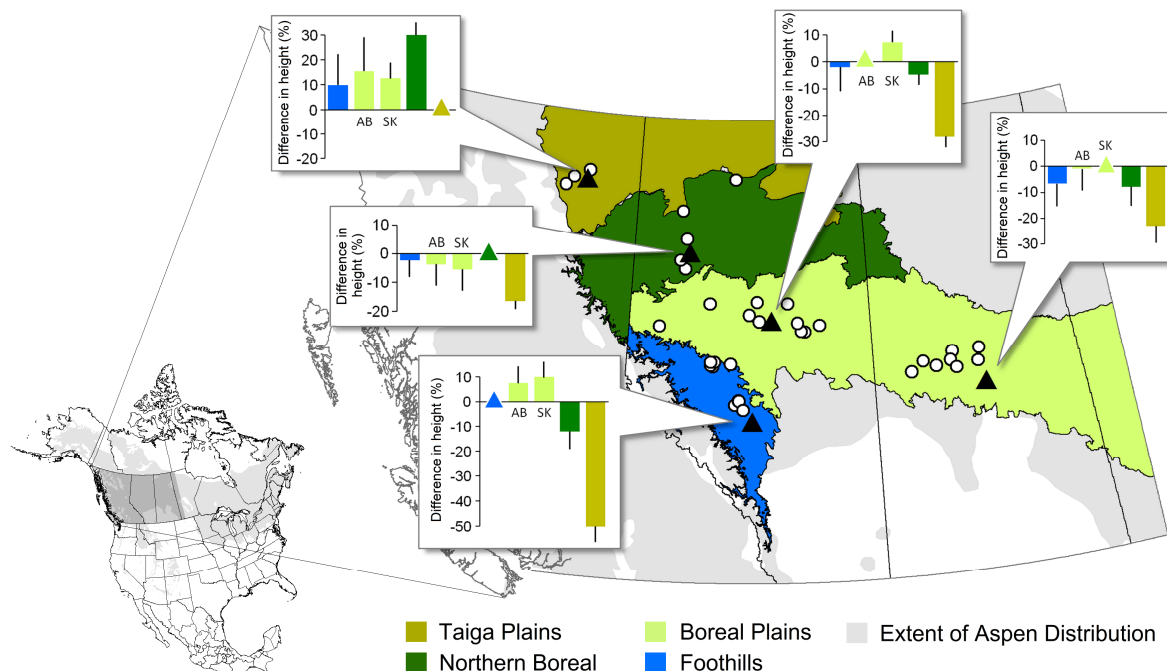 Difference in height (%)
30
20
10
0
-10
-20
AB
SK
Difference in height (%)
10
0
-10
-20
-30
AB
SK
Difference in height (%)
10
0
-10
-20
-30
AB
SK
Difference in
height (%)
10
0
-10
-20
AB
SK
Difference in height (%)
10
0
-10
-20
-30
-40
-50
AB
SK
Taiga Plains
Boreal Plains
Extent of Aspen Distribution
Northern Boreal
Foothills